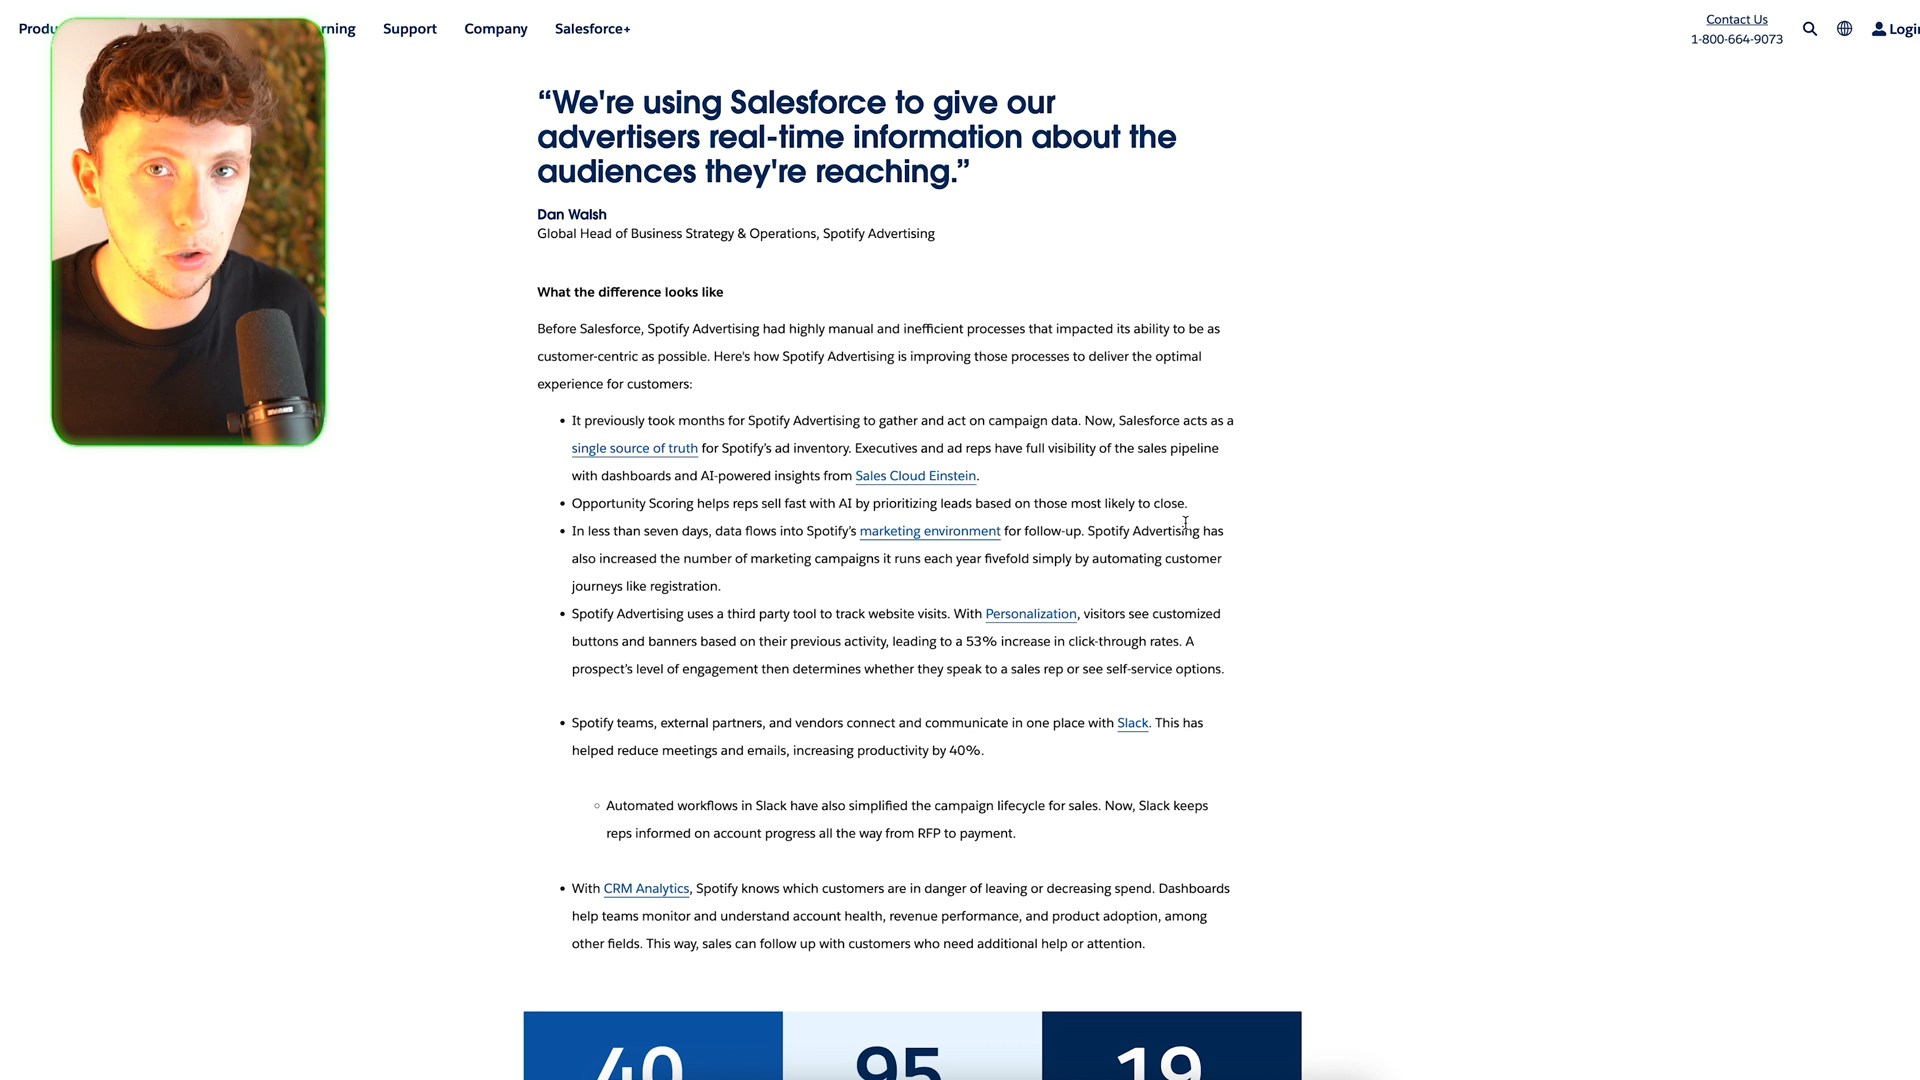 Support Company Salesforce+
Contact Us
1-800-664-9073
“We're using Salesforce to give our
advertisers real-time information about the
audiences they're reaching.”
Dan Walsh
Global Head of Business Strategy & Operations, Spotify Advertising
What the difference looks like
Before Salesforce, Spotify Advertising had highly manual and inefficient processes that impacted its ability to be as
customer-centric as possible. Here's how Spotify Advertising is improving those processes to deliver the optimal
experience for customers:
It previously took months for Spotify Advertising to gather and act on campaign data. Now, Salesforce acts as a
single source of truth for Spotify’s ad inventory. Executives and ad reps have full visibility of the sales pipeline
with dashboards and AI-powered insights from Sales Cloud Einstein.
Opportunity Scoring helps reps sell fast with AI by prioritizing leads based on those most likely to close.
In less than seven days, data flows into Spotify’s marketing environment for follow-up. Spotify Advertising has
also increased the number of marketing campaigns it runs each year fivefold simply by automating customer
journeys like registration.
Spotify Advertising uses a third party tool to track website visits. With Personalization, visitors see customized
buttons and banners based on their previous activity, leading to a 53% increase in click-through rates. A
prospect’s level of engagement then determines whether they speak to a sales rep or see self-service options.
Spotify teams, external partners, and vendors connect and communicate in one place with Slack. This has
helped reduce meetings and emails, increasing productivity by 40%.
Automated workflows in Slack have also simplified the campaign lifecycle for sales. Now, Slack keeps
reps informed on account progress all the way from RFP to payment.
With CRM Analytics, Spotify knows which customers are in danger of leaving or decreasing spend. Dashboards
help teams monitor and understand account health, revenue performance, and product adoption, among
other fields. This way, sales can follow up with customers who need additional help or attention.
40 95 19